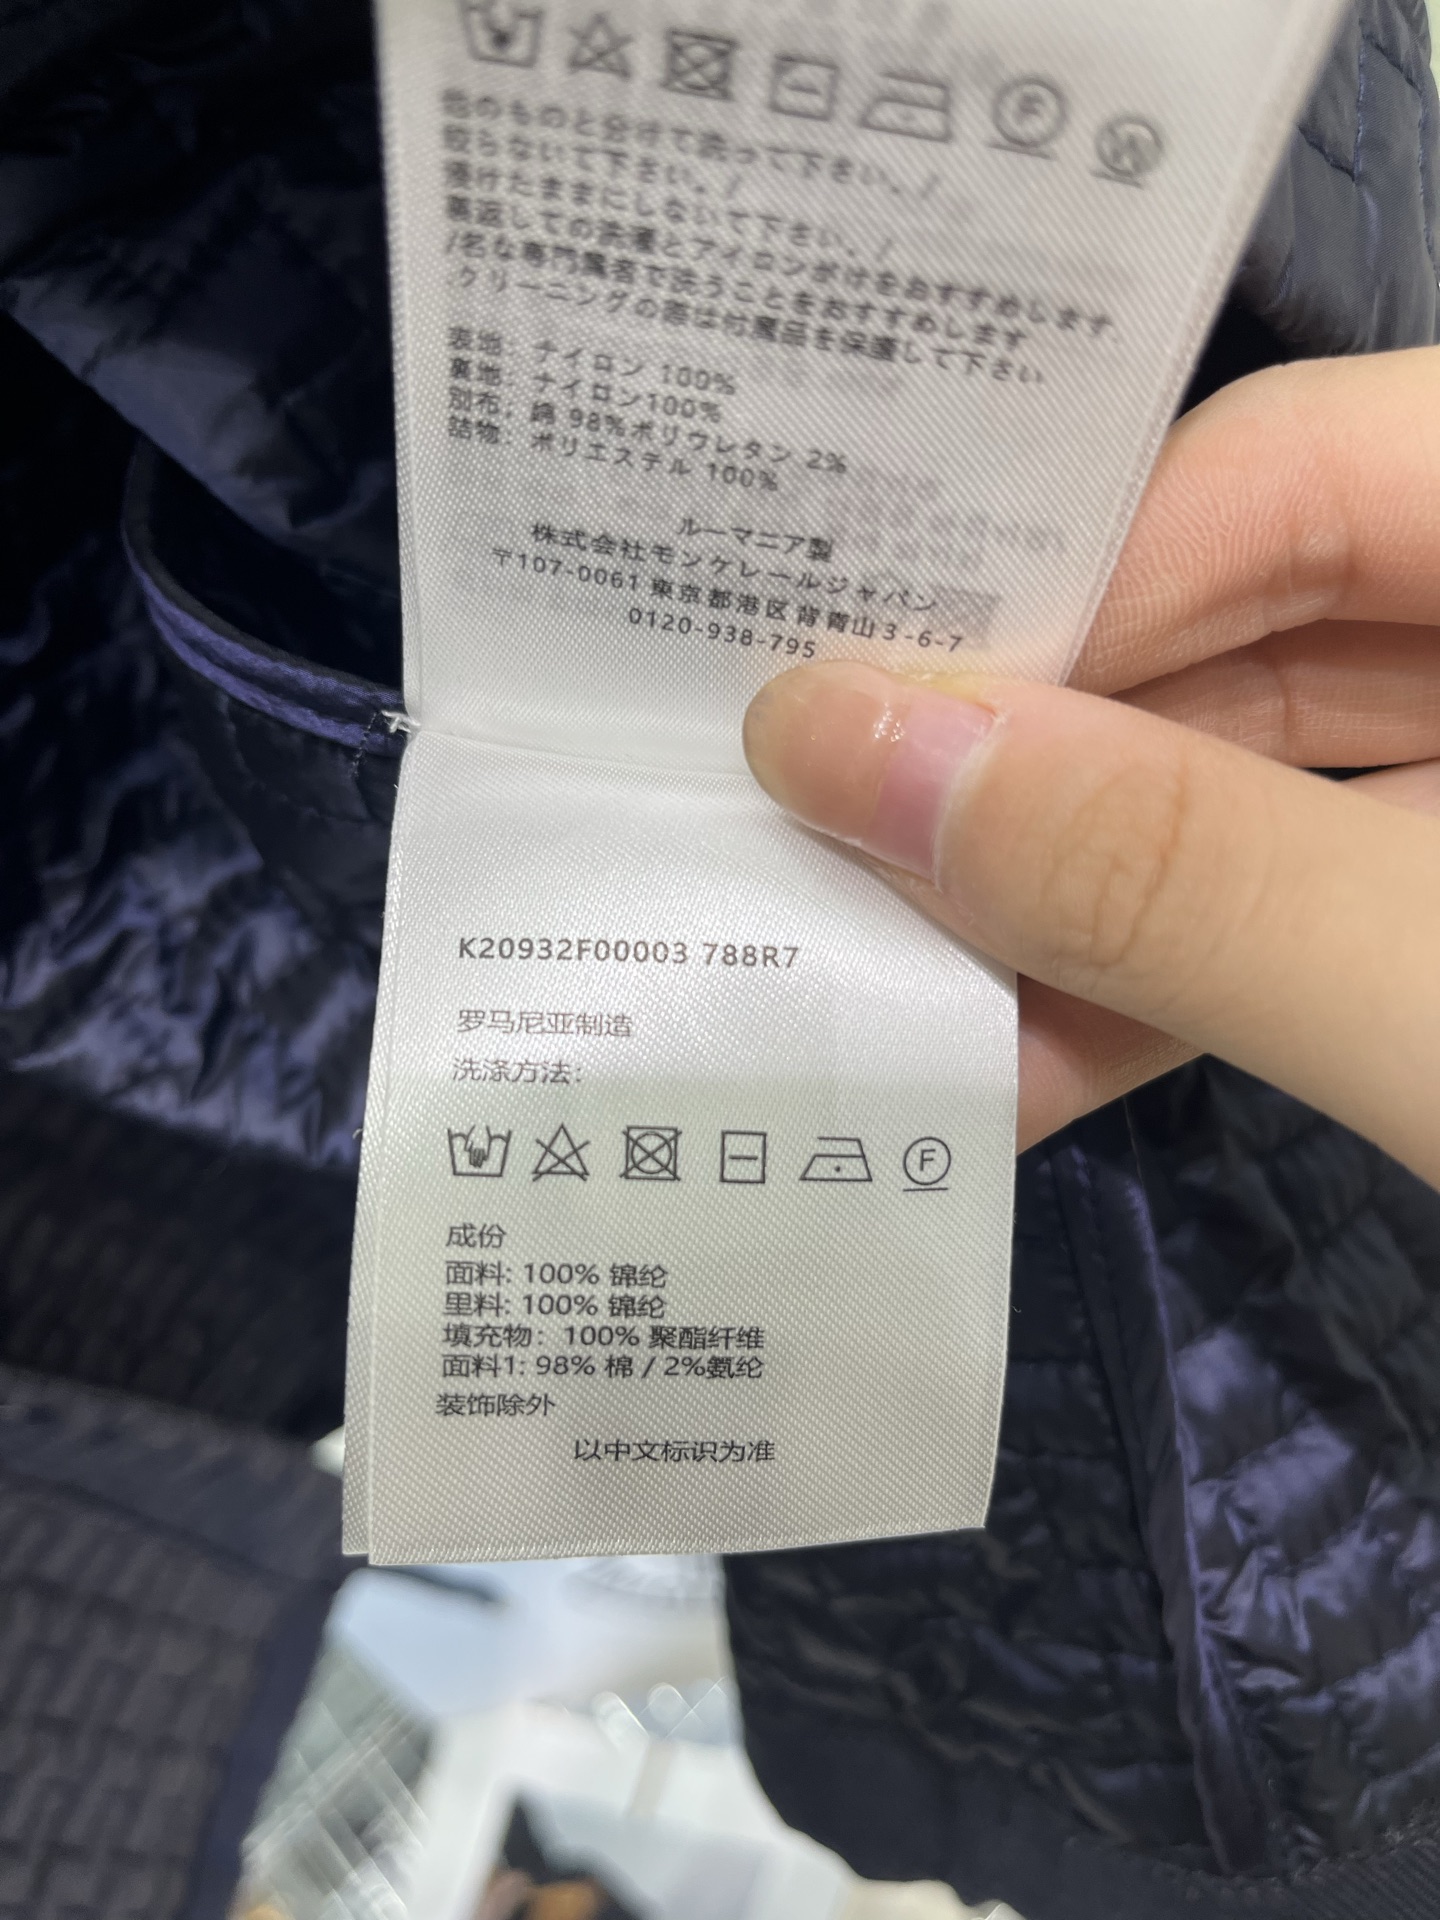 他のものと分けて洗って下さい。/
絞らないで下さい。/
濡けたままにしないて下さい。/
裏返しての洗濯とアイロンがけをおすすめします.
/名な専門業者で洗うことをおすすめします
クリーニングの際は付属品を保護して下さい
表地: ナイロン 100%
裏地: ナイロン100%
別布. 綿 98%ポリウレタン 2%
詰物: ポリエステル 100%
ルーマニア製
株式会社モンケレールジャパン
〒107-0061 東京都港区背青山3-6-7
0120-938-795
K20932F00003 788R7
罗马尼亚制造
洗涤方法:
F
成份
面料: 100% 锦纶
里料: 100% 锦纶
填充物: 100% 聚酯纤维
面料1: 98% 棉 / 2%氨纶
装饰除外
以中文标识为准